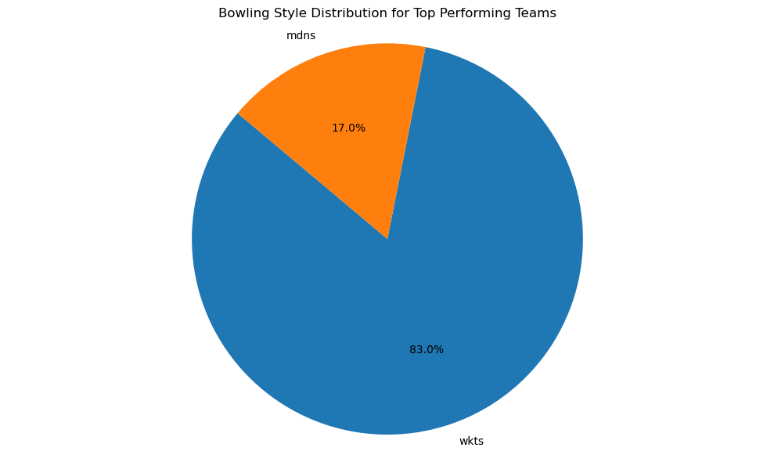 Bowling Style Distribution for Top Performing Teams
mdns
17.0%
83.0%
wkts